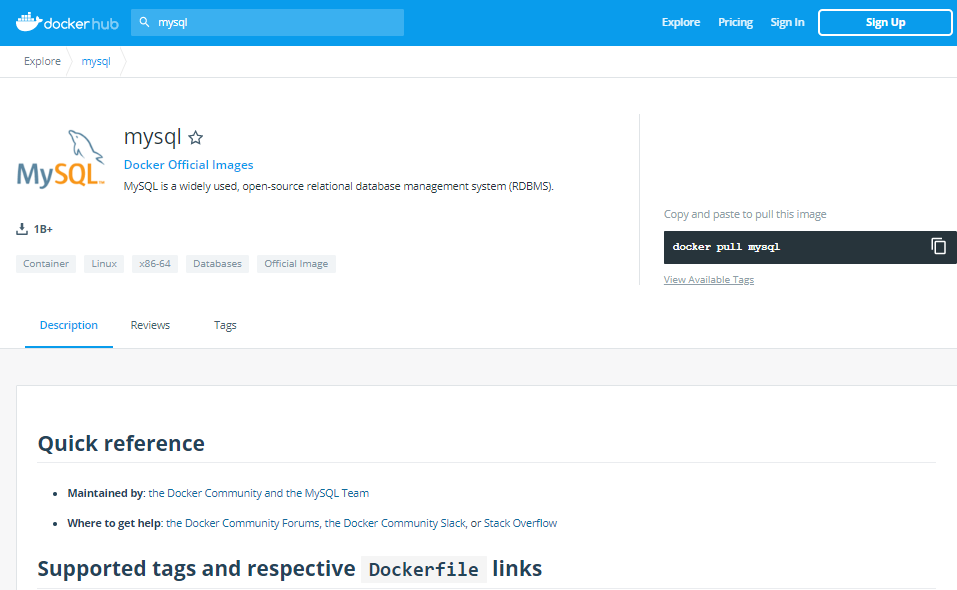 docker hub
mysql
Explore
Pricing
Sign In
Sign Up
Explore
mysql
MySQL™
mysql
Docker Official Images
MySQL is a widely used, open-source relational database management system (RDBMS).
1B+
Container
Linux
x86-64
Databases
Official Image
Copy and paste to pull this image
docker pull mysql
View Available Tags
Description
Reviews
Tags
Quick reference
• Maintained by: the Docker Community and the MySQL Team
• Where to get help: the Docker Community Forums, the Docker Community Slack, or Stack Overflow
Supported tags and respective Dockerfile links